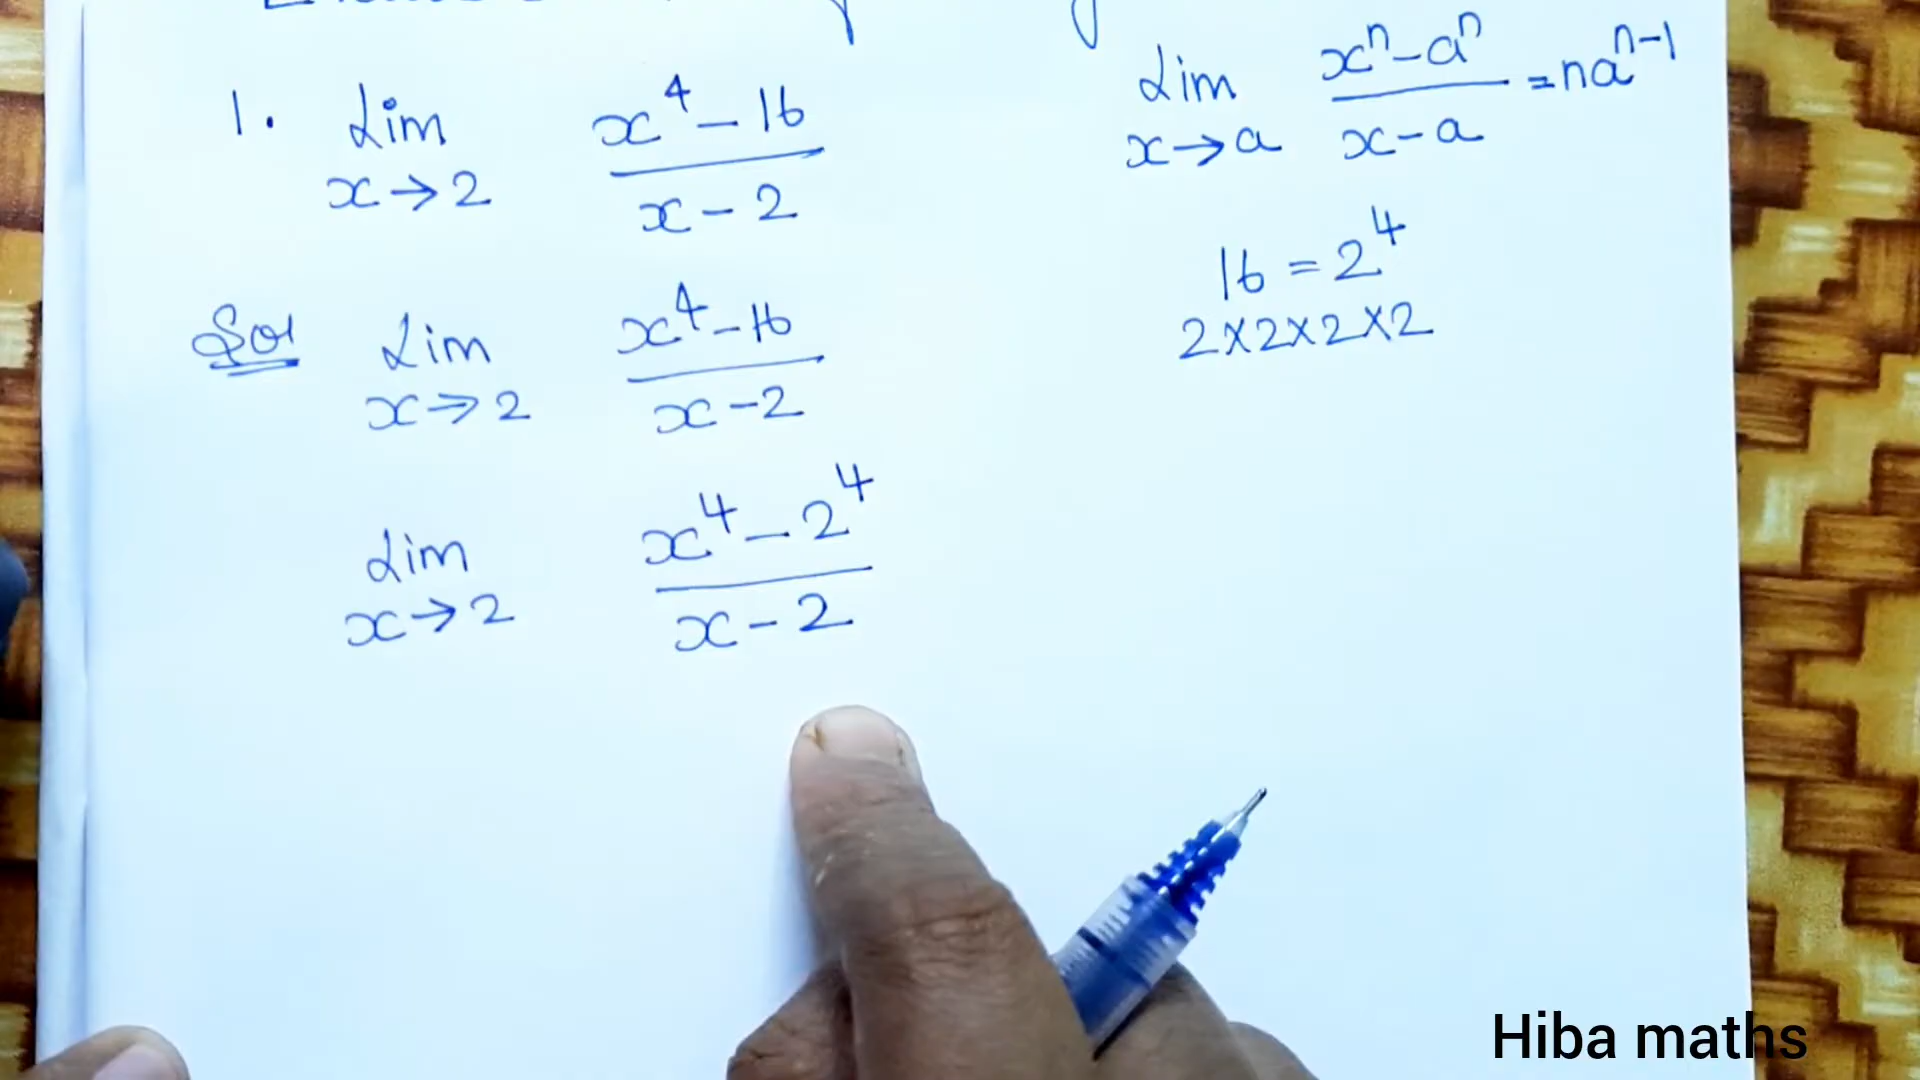 1. Lim x→2 x⁴-16 / x-2
Lim x→a xⁿ-aⁿ / x-a = naⁿ⁻¹
16 = 2⁴
2×2×2×2
Sol Lim x→2 x⁴-16 / x-2
Lim x→2 x⁴-2⁴ / x-2
Hiba maths